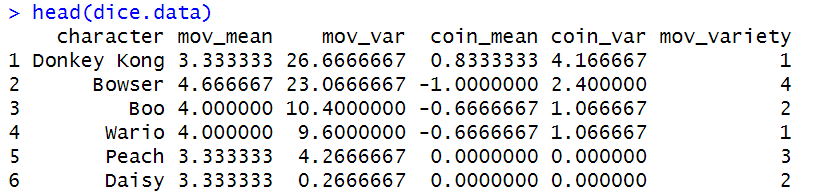 > head(dice.data)
character mov_mean mov_var coin_mean coin_var mov_variety
1 Donkey Kong 3.333333 26.6666667 0.8333333 4.166667 1
2 Bowser 4.666667 23.0666667 -1.0000000 2.400000 4
3 Boo 4.000000 10.4000000 -0.6666667 1.066667 2
4 Wario 4.000000 9.6000000 -0.6666667 1.066667 1
5 Peach 3.333333 4.2666667 0.0000000 0.000000 3
6 Daisy 3.333333 0.2666667 0.0000000 0.000000 2